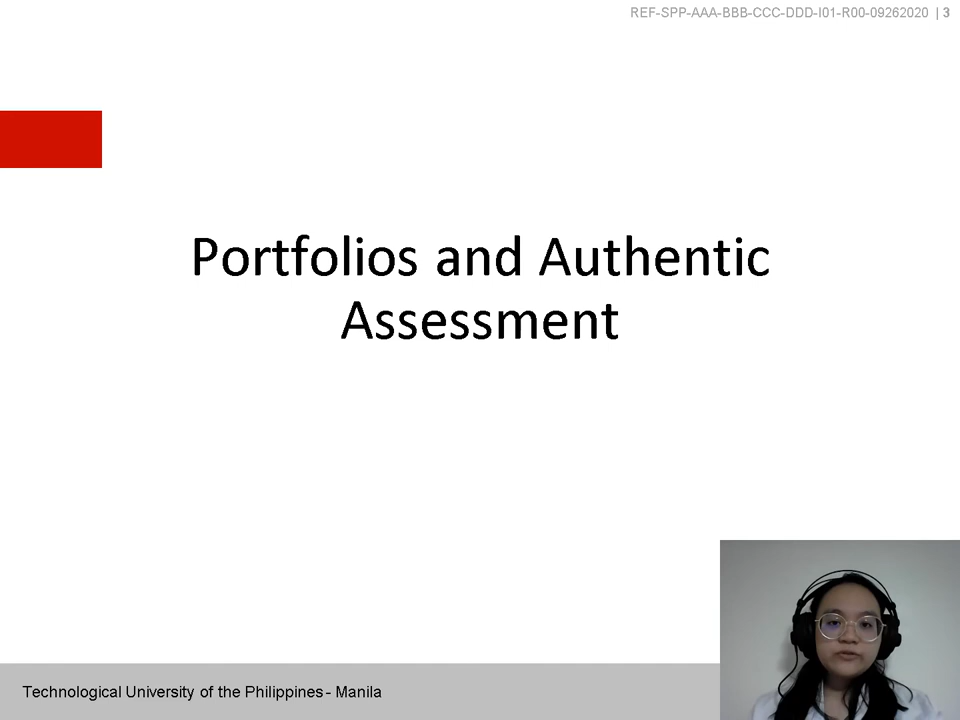 REF-SPP-AAA-BBB-CCC-DDD-I01-R00-09262020 | 3
Portfolios and Authentic
Assessment
Technological University of the Philippines - Manila